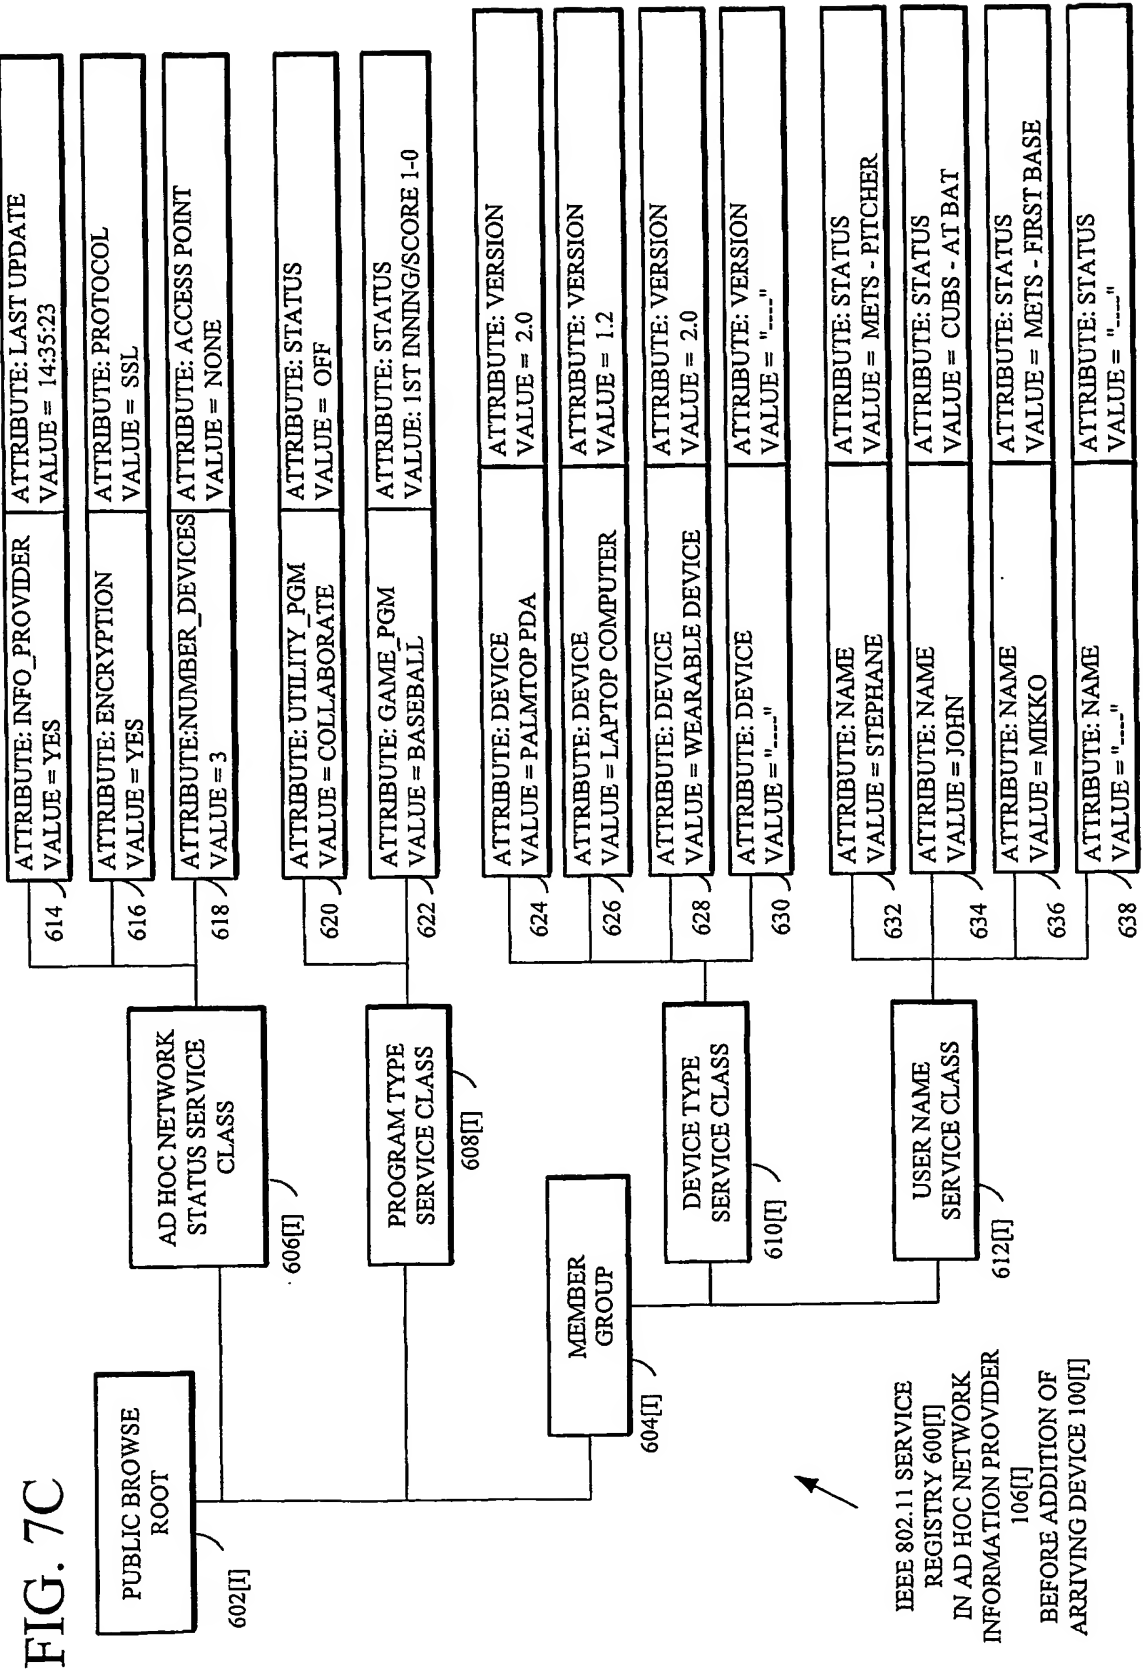 FIG. 7C
PUBLIC BROWSE
ROOT
602[I]
AD HOC NETWORK
STATUS SERVICE
CLASS
606[I]
ATTRIBUTE: INFO_PROVIDER
VALUE = YES
ATTRIBUTE: LAST UPDATE
VALUE = 14:35:23
614
ATTRIBUTE: ENCRYPTION
VALUE = YES
ATTRIBUTE: PROTOCOL
VALUE = SSL
616
ATTRIBUTE:NUMBER_DEVICES
VALUE = 3
ATTRIBUTE: ACCESS POINT
VALUE = NONE
618
PROGRAM TYPE
SERVICE CLASS
608[I]
ATTRIBUTE: UTILITY_PGM
VALUE = COLLABORATE
ATTRIBUTE: STATUS
VALUE = OFF
620
ATTRIBUTE: GAME_PGM
VALUE = BASEBALL
ATTRIBUTE: STATUS
VALUE: 1ST INNING/SCORE 1-0
622
MEMBER
GROUP
604[I]
DEVICE TYPE
SERVICE CLASS
610[I]
ATTRIBUTE: DEVICE
VALUE = PALMTOP PDA
ATTRIBUTE: VERSION
VALUE = 2.0
624
ATTRIBUTE: DEVICE
VALUE = LAPTOP COMPUTER
ATTRIBUTE: VERSION
VALUE = 1.2
626
ATTRIBUTE: DEVICE
VALUE = WEARABLE DEVICE
ATTRIBUTE: VERSION
VALUE = 2.0
628
ATTRIBUTE: DEVICE
VALUE ="----"
ATTRIBUTE: VERSION
VALUE = "----"
630
USER NAME
SERVICE CLASS
612[I]
ATTRIBUTE: NAME
VALUE = STEPHANE
ATTRIBUTE: STATUS
VALUE = METS - PITCHER
632
ATTRIBUTE: NAME
VALUE = JOHN
ATTRIBUTE: STATUS
VALUE = CUBS - AT BAT
634
ATTRIBUTE: NAME
VALUE = MIKKO
ATTRIBUTE: STATUS
VALUE = METS - FIRST BASE
636
ATTRIBUTE: NAME
VALUE = "----"
ATTRIBUTE: STATUS
VALUE = "----"
638
IEEE 802.11 SERVICE
REGISTRY 600[I]
IN AD HOC NETWORK
INFORMATION PROVIDER
106[I]
BEFORE ADDITION OF
ARRIVING DEVICE 100[I]